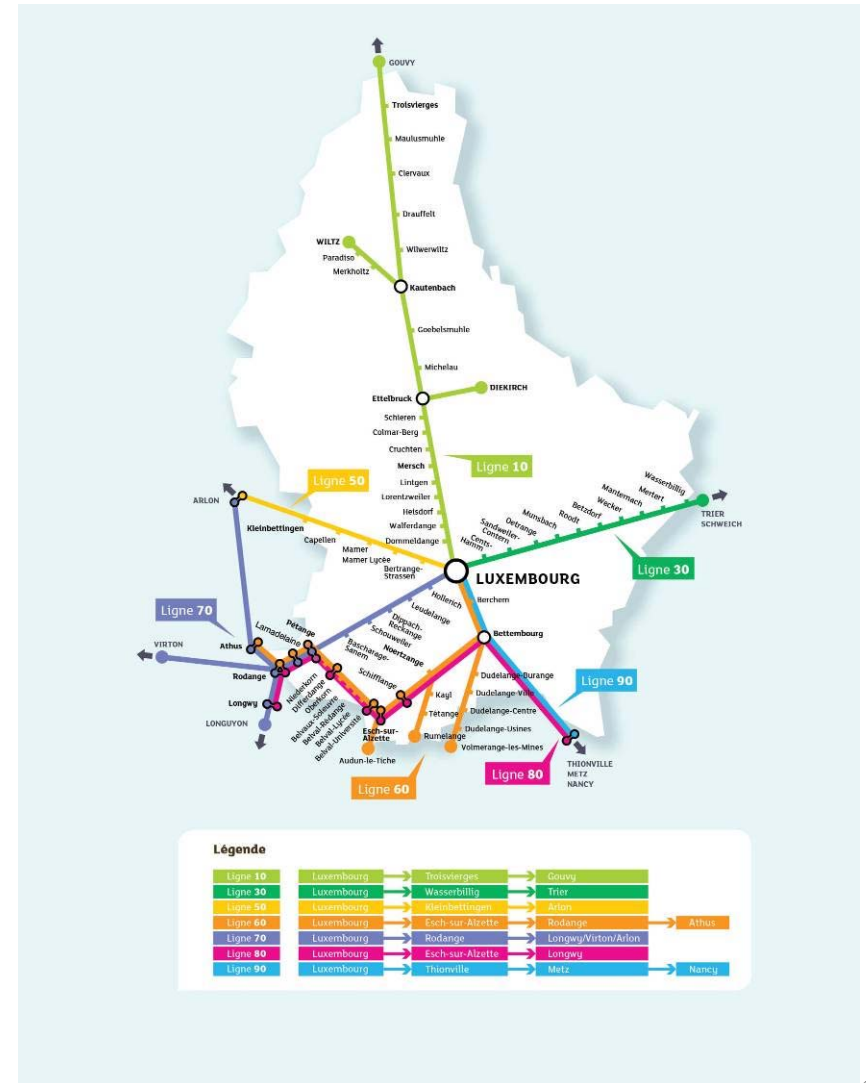 GOUVY
Troisvierges
Maulusmuhle
Clervaux
Drauffelt
WILTZ
Wilwerwiltz
Paradiso
Merkholtz
Kautenbach
Goebelsmuhle
Michelau
DIEKIRCH
Ettelbruck
Schieren
Colmar-Berg
Cruchten
Mersch
Ligne 10
Lintgen
Lorentzweiler
Heisdorf
Walferdange
Dommeldange
Ligne 50
ARLON
Kleinbettingen
Capellen
Mamer
Mamer Lycée
Bertrange-
Strassen
Cents-
Hamm
Sandweiler-
Contern
Oetrange
Munsbach
Roodt
Betzdorf
Wecker
Manternach
Mertert
Wasserbillig
TRIER
SCHWEICH
Ligne 30
LUXEMBOURG
Ligne 70
VIRTON
Athus
Rodange
Longwy
LONGUYON
Lamadelaine
Pétange
Hollerich
Leudelange
Dippach-
Reckange
Schouweiler
Bascharage-
Sanem
Niederkorn
Differdange
Oberkorn
Belvaux-Soleuvre
Belval-Rédange
Belval-Lycée
Belval-Université
Esch-sur-
Alzette
Audun-le-Tiche
Schifflange
Noertzange
Berchem
Bettembourg
Kayl
Tétange
Rumelange
Dudelange-Burange
Dudelange-Ville
Dudelange-Centre
Dudelange-Usines
Volmerange-les-Mines
Ligne 60
Ligne 90
Ligne 80
THIONVILLE
METZ
NANCY
Légende
Ligne 10 Luxembourg Troisvierges Gouvy
Ligne 30 Luxembourg Wasserbillig Trier
Ligne 50 Luxembourg Kleinbettingen Arlon
Ligne 60 Luxembourg Esch-sur-Alzette Rodange Athus
Ligne 70 Luxembourg Rodange Longwy/Virton/Arlon
Ligne 80 Luxembourg Esch-sur-Alzette Longwy
Ligne 90 Luxembourg Thionville Metz Nancy